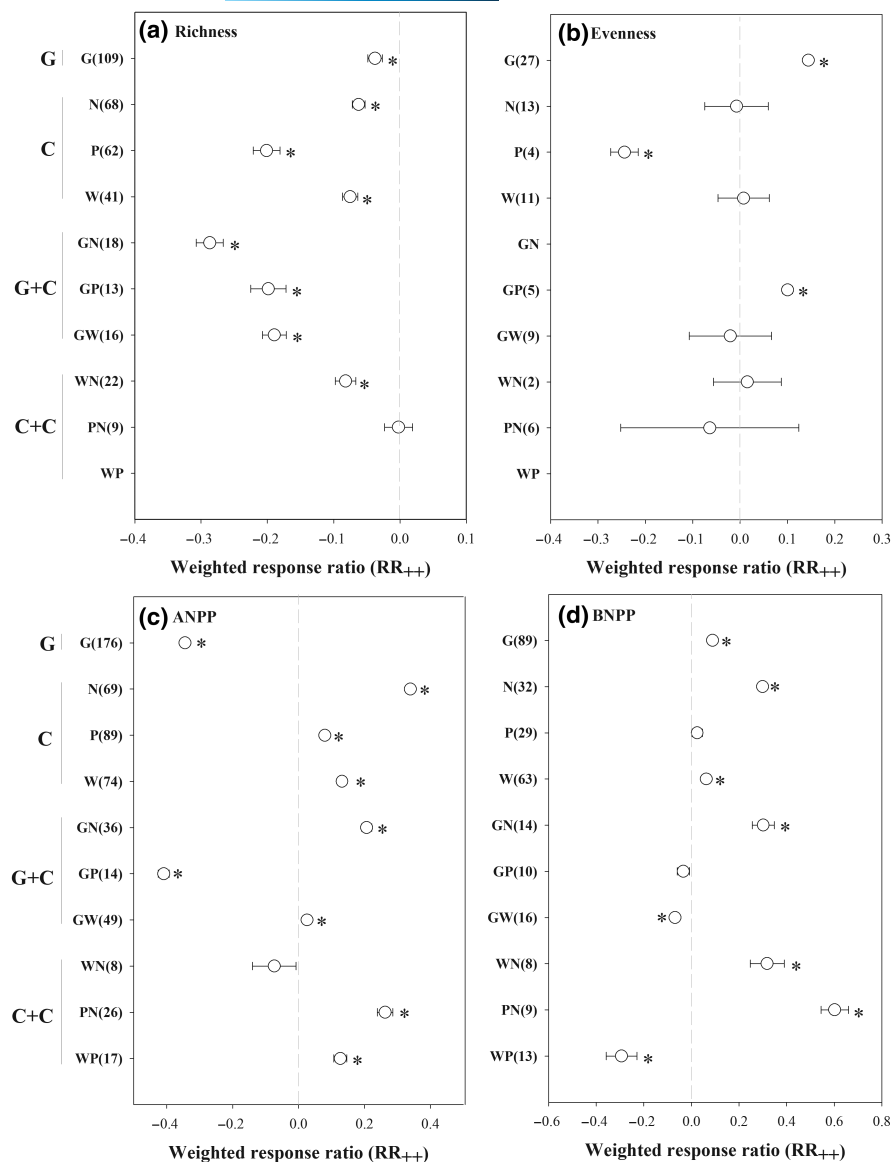 (a) Richness
G
G(109)
*
C
N(68)
*
P(62)
*
W(41)
*
G+C
GN(18)
*
GP(13)
*
GW(16)
*
C+C
WN(22)
*
PN(9)
WP
−0.4 −0.3 −0.2 −0.1 0.0 0.1
Weighted response ratio (RR++)
(b) Evenness
G(27)
*
N(13)
P(4)
*
W(11)
GN
GP(5)
*
GW(9)
WN(2)
PN(6)
WP
−0.4 −0.3 −0.2 −0.1 0.0 0.1 0.2 0.3
Weighted response ratio (RR++)
(c) ANPP
G
G(176)
*
C
N(69)
*
P(89)
*
W(74)
*
G+C
GN(36)
*
GP(14)
*
GW(49)
*
C+C
WN(8)
PN(26)
*
WP(17)
*
−0.4 −0.2 0.0 0.2 0.4
Weighted response ratio (RR++)
(d) BNPP
G(89)
*
N(32)
*
P(29)
W(63)
*
GN(14)
*
GP(10)
GW(16)
*
WN(8)
*
PN(9)
*
WP(13)
*
−0.6 −0.4 −0.2 0.0 0.2 0.4 0.6 0.8
Weighted response ratio (RR++)